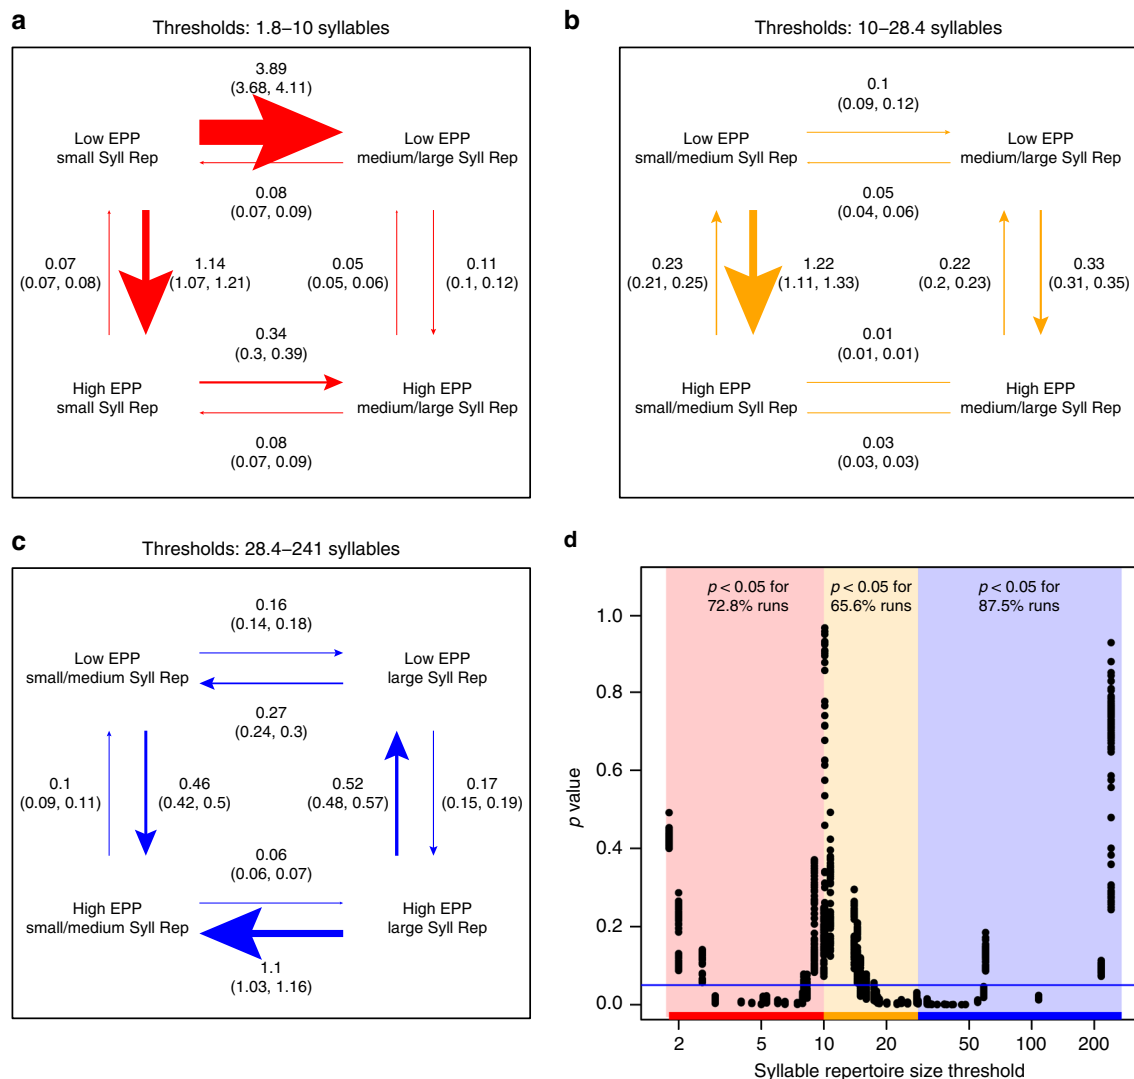 a
Thresholds: 1.8–10 syllables
3.89
(3.68, 4.11)
Low EPP
small Syll Rep
Low EPP
medium/large Syll Rep
0.08
(0.07, 0.09)
0.07
(0.07, 0.08)
1.14
(1.07, 1.21)
0.05
(0.05, 0.06)
0.11
(0.1, 0.12)
0.34
(0.3, 0.39)
High EPP
small Syll Rep
High EPP
medium/large Syll Rep
0.08
(0.07, 0.09)
b
Thresholds: 10–28.4 syllables
0.1
(0.09, 0.12)
Low EPP
small/medium Syll Rep
Low EPP
medium/large Syll Rep
0.05
(0.04, 0.06)
0.23
(0.21, 0.25)
1.22
(1.11, 1.33)
0.22
(0.2, 0.23)
0.33
(0.31, 0.35)
0.01
(0.01, 0.01)
High EPP
small/medium Syll Rep
High EPP
medium/large Syll Rep
0.03
(0.03, 0.03)
c
Thresholds: 28.4–241 syllables
0.16
(0.14, 0.18)
Low EPP
small/medium Syll Rep
Low EPP
large Syll Rep
0.27
(0.24, 0.3)
0.1
(0.09, 0.11)
0.46
(0.42, 0.5)
0.52
(0.48, 0.57)
0.17
(0.15, 0.19)
0.06
(0.06, 0.07)
High EPP
small/medium Syll Rep
High EPP
large Syll Rep
1.1
(1.03, 1.16)
d
p < 0.05 for
72.8% runs
p < 0.05 for
65.6% runs
p < 0.05 for
87.5% runs
1.0
0.8
0.6
0.4
0.2
0.0
p value
2 5 10 20 50 100 200
Syllable repertoire size threshold